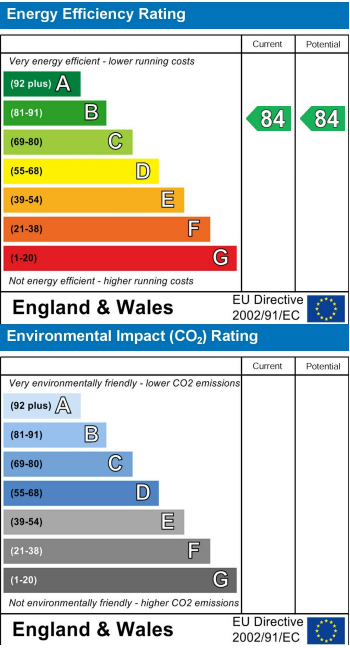 Energy Efficiency Rating
Current Potential
Very energy efficient - lower running costs
(92 plus) A
(81-91) B 84 84
(69-80) C
(55-68) D
(39-54) E
(21-38) F
(1-20) G
Not energy efficient - higher running costs
England & Wales EU Directive
2002/91/EC
Environmental Impact (CO₂) Rating
Current Potential
Very environmentally friendly - lower CO2 emissions
(92 plus) A
(81-91) B
(69-80) C
(55-68) D
(39-54) E
(21-38) F
(1-20) G
Not environmentally friendly - higher CO2 emissions
England & Wales EU Directive
2002/91/EC